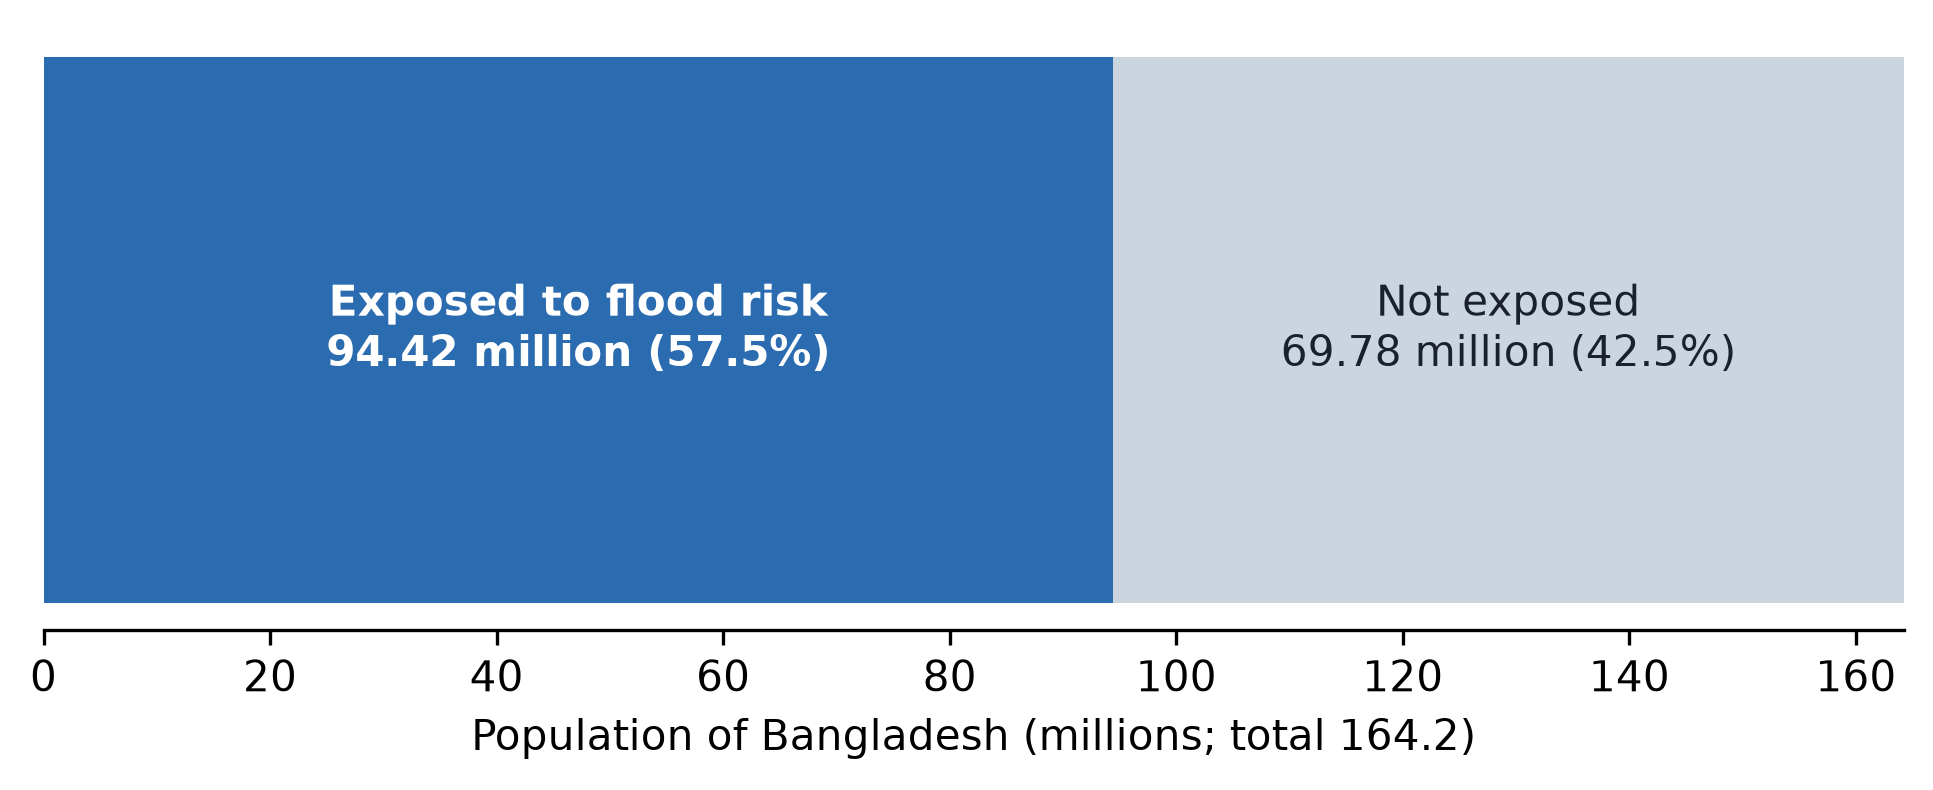 Exposed to flood risk
94.42 million (57.5%)
Not exposed
69.78 million (42.5%)
0 20 40 60 80 100 120 140 160
Population of Bangladesh (millions; total 164.2)